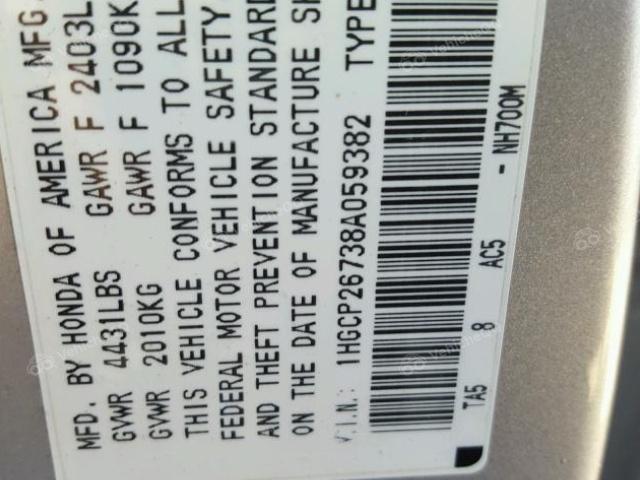 MFD. BY HONDA OF AMERICA MFG.
GVWR 4431LBS GAWR F 2403L
GVWR 2010KG GAWR F 1090K
THIS VEHICLE CONFORMS TO ALL
FEDERAL MOTOR VEHICLE SAFETY
AND THEFT PREVENTION STANDARD
ON THE DATE OF MANUFACTURE SH
V.I.N.: 1HGCP26738A059382 TYPE
TA5 8 AC5 - NH700M